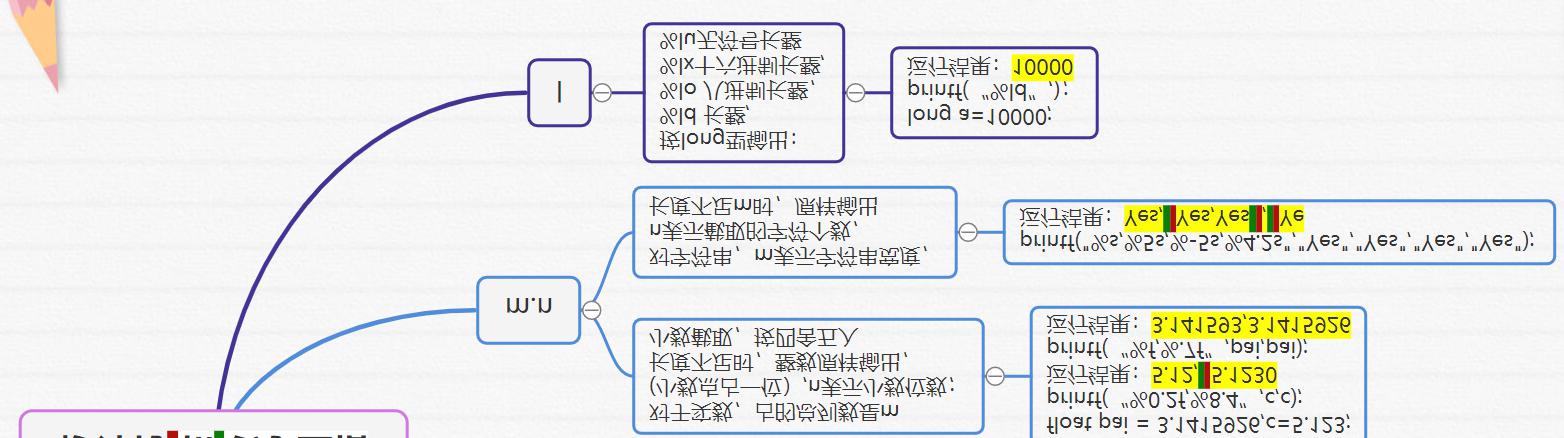 float pai = 3.1415926,c=5.123;
printf( "%0.2f,%8.4" ,c,c);
运行结果：5.12, 5.1230
printf( "%f,%.7f" ,pai,pai);
运行结果：3.141593,3.1415926
对于实数，占的总列数是m
(小数点占一位) ,n表示小数位数;
长度不足时，整数原样输出，
小数截取，按四舍五入
m.n
printf("%s,%5s,%-5s,%4.2s","Yes","Yes","Yes","Yes");
运行结果：Yes, Yes,Yes , Ye
对字符串，m表示字符串宽度，
n表示截取的字符个数，
长度不足m时，原样输出
l
按long型输出：
%ld 长整,
%lo 八进制长整,
%lx十六进制长整,
%lu无符号长整
long a=10000;
printf( "%ld" ,);
运行结果：10000